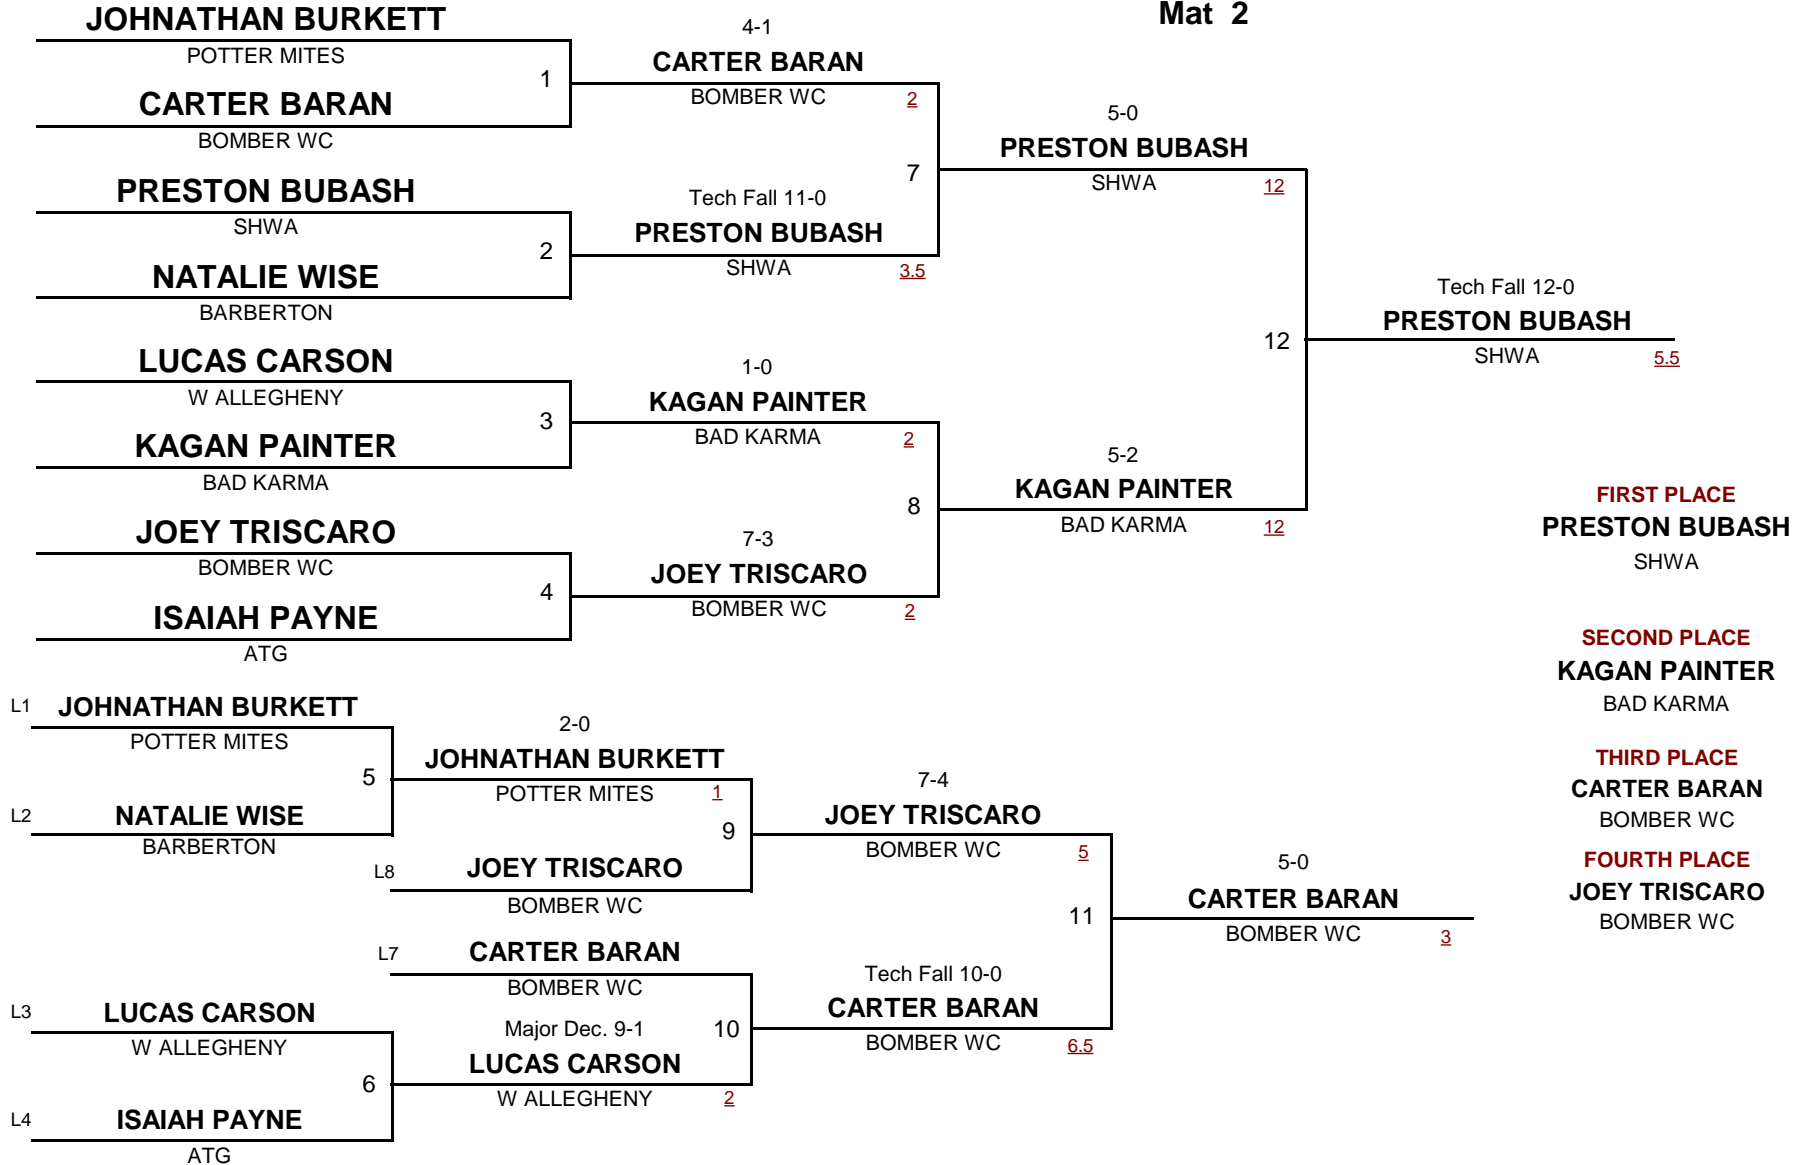 Mat 2
JOHNATHAN BURKETT
POTTER MITES
1
CARTER BARAN
BOMBER WC
4-1
CARTER BARAN
BOMBER WC
2
PRESTON BUBASH
SHWA
2
NATALIE WISE
BARBERTON
Tech Fall 11-0
PRESTON BUBASH
SHWA
3.5
7
5-0
PRESTON BUBASH
SHWA
12
LUCAS CARSON
W ALLEGHENY
3
KAGAN PAINTER
BAD KARMA
1-0
KAGAN PAINTER
BAD KARMA
2
JOEY TRISCARO
BOMBER WC
4
ISAIAH PAYNE
ATG
7-3
JOEY TRISCARO
BOMBER WC
2
8
5-2
KAGAN PAINTER
BAD KARMA
12
12
Tech Fall 12-0
PRESTON BUBASH
SHWA
5.5
FIRST PLACE
PRESTON BUBASH
SHWA
SECOND PLACE
KAGAN PAINTER
BAD KARMA
THIRD PLACE
CARTER BARAN
BOMBER WC
FOURTH PLACE
JOEY TRISCARO
BOMBER WC
L1 JOHNATHAN BURKETT
POTTER MITES
5
L2 NATALIE WISE
BARBERTON
2-0
JOHNATHAN BURKETT
POTTER MITES
1
9
L8 JOEY TRISCARO
BOMBER WC
7-4
JOEY TRISCARO
BOMBER WC
5
L7 CARTER BARAN
BOMBER WC
10
L3 LUCAS CARSON
W ALLEGHENY
6
L4 ISAIAH PAYNE
ATG
Major Dec. 9-1
LUCAS CARSON
W ALLEGHENY
2
Tech Fall 10-0
CARTER BARAN
BOMBER WC
6.5
11
5-0
CARTER BARAN
BOMBER WC
3